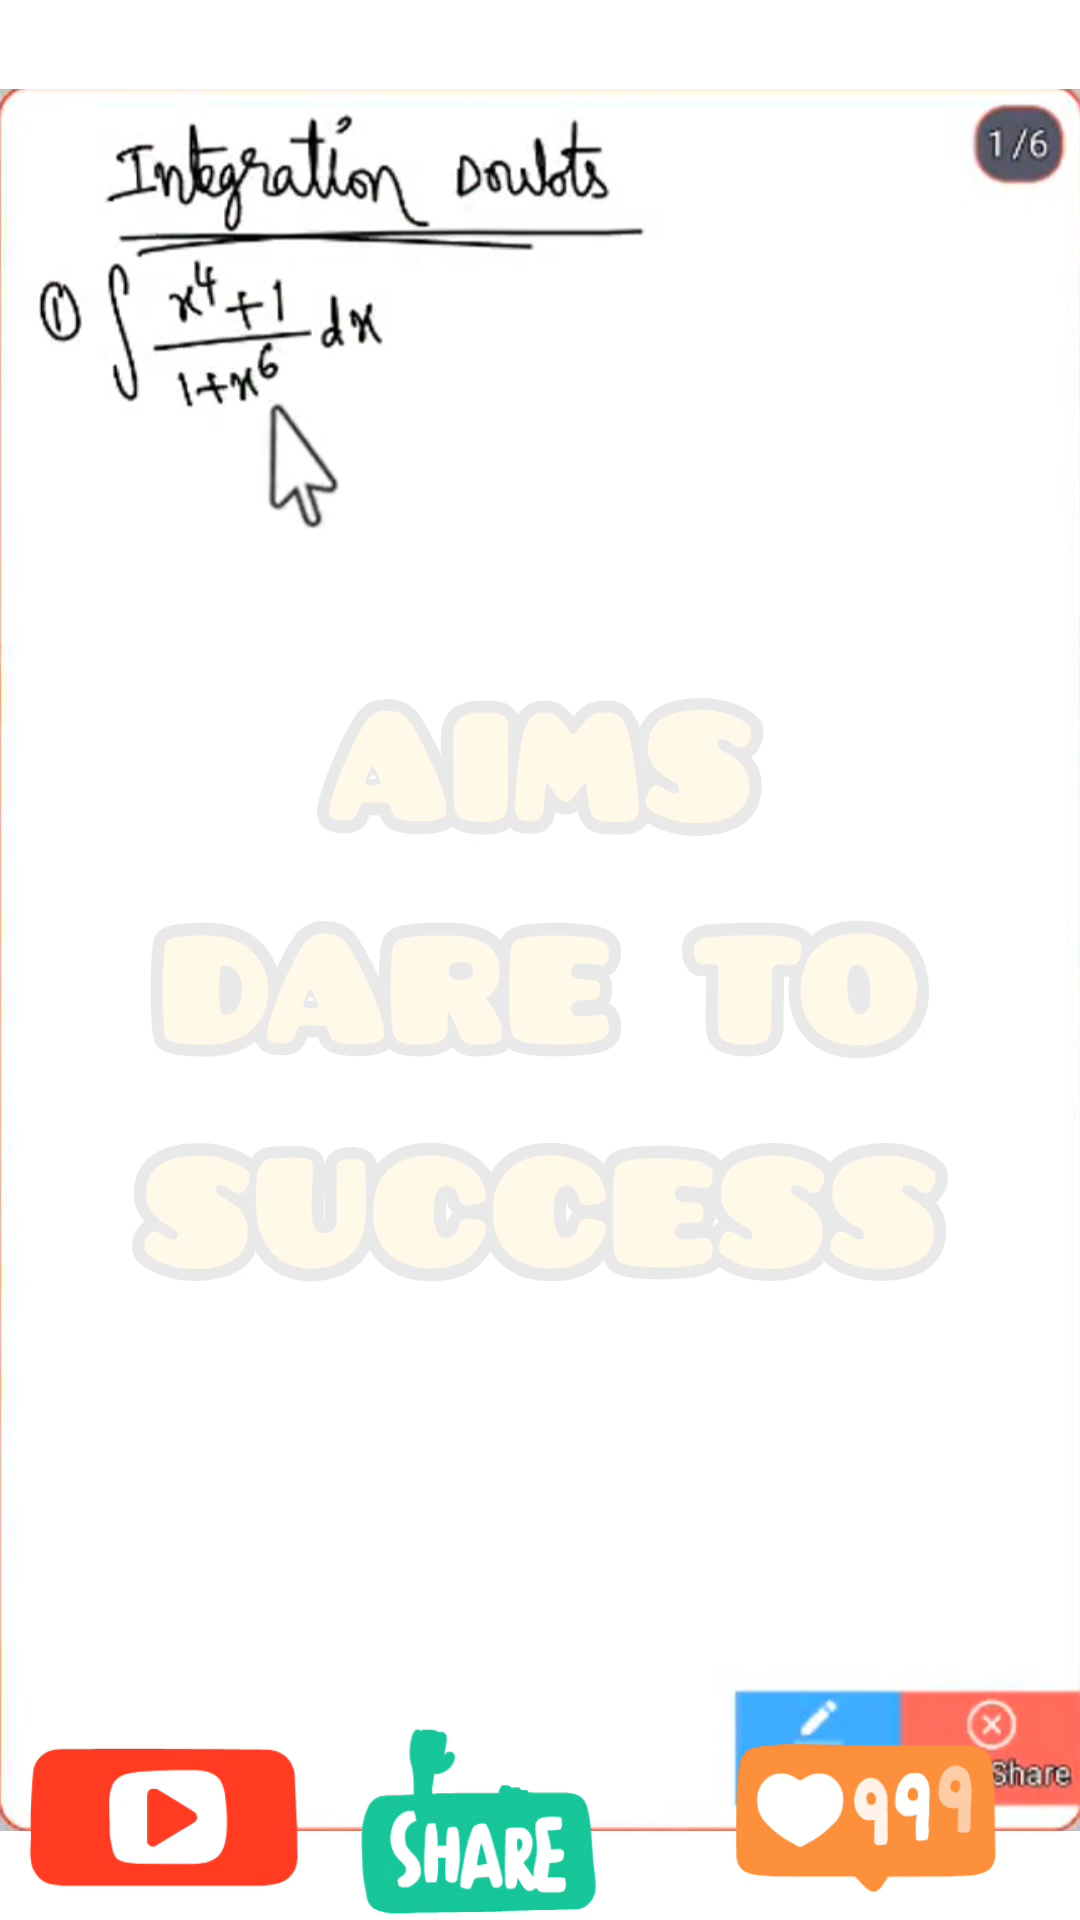 Integration Doubts
1/6
① ∫ x⁴+1 / 1+x⁶ dx
AIMS
DARE TO
SUCCESS
Share
SHARE
999